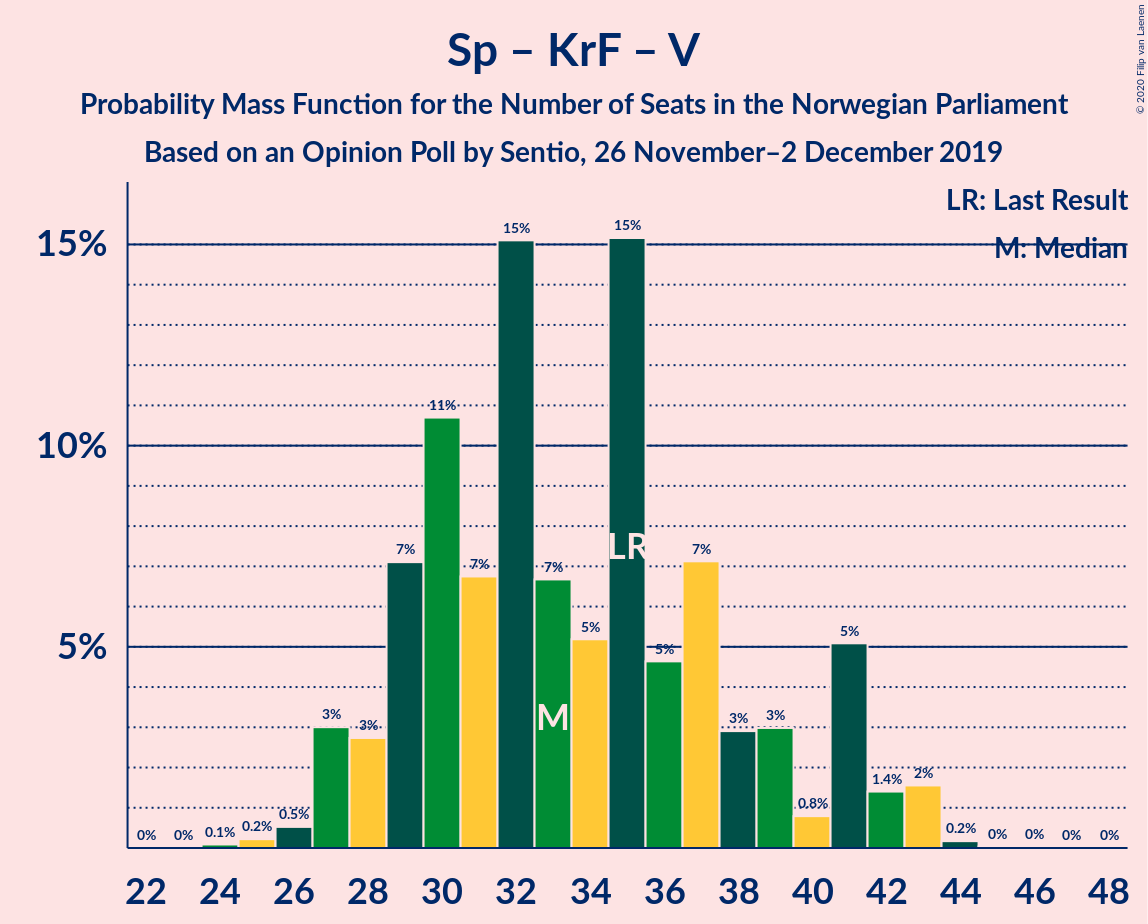 Sp – KrF – V
Probability Mass Function for the Number of Seats in the Norwegian Parliament
Based on an Opinion Poll by Sentio, 26 November–2 December 2019
© 2020 Filip van Laenen
LR: Last Result
M: Median
15%
10%
5%
0% 0% 0.1% 0.2% 0.5% 3% 3% 7% 11% 7% 15% 7% 5% 15% 5% 7% 3% 3% 0.8% 5% 1.4% 2% 0.2% 0% 0% 0% 0%
LR
M
22 24 26 28 30 32 34 36 38 40 42 44 46 48